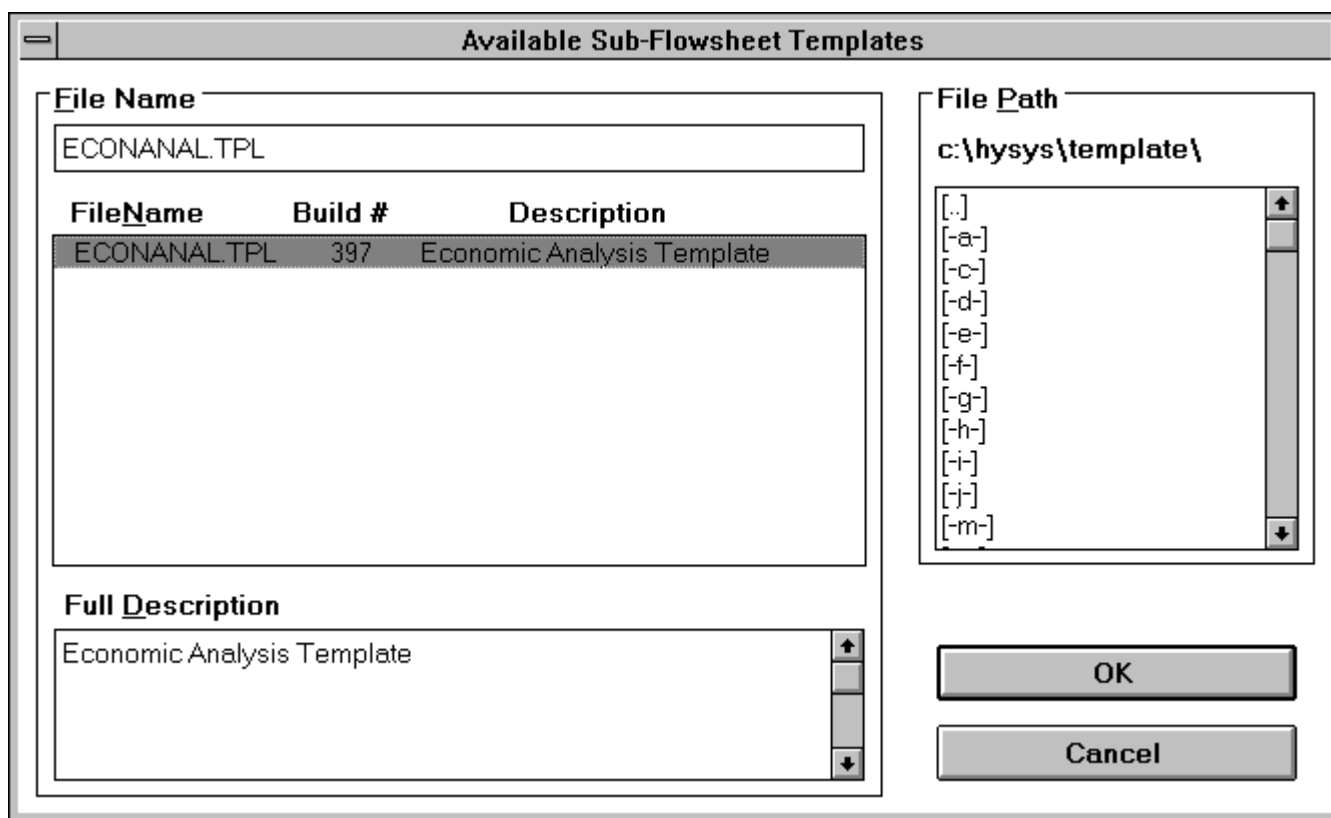 Available Sub-Flowsheet Templates
File Name
ECONANAL.TPL
FileName Build # Description
ECONANAL.TPL 397 Economic Analysis Template
Full Description
Economic Analysis Template
File Path
c:\hysys\template\
[..]
[-a-]
[-c-]
[-d-]
[-e-]
[-f-]
[-g-]
[-h-]
[-i-]
[-j-]
[-m-]
OK
Cancel